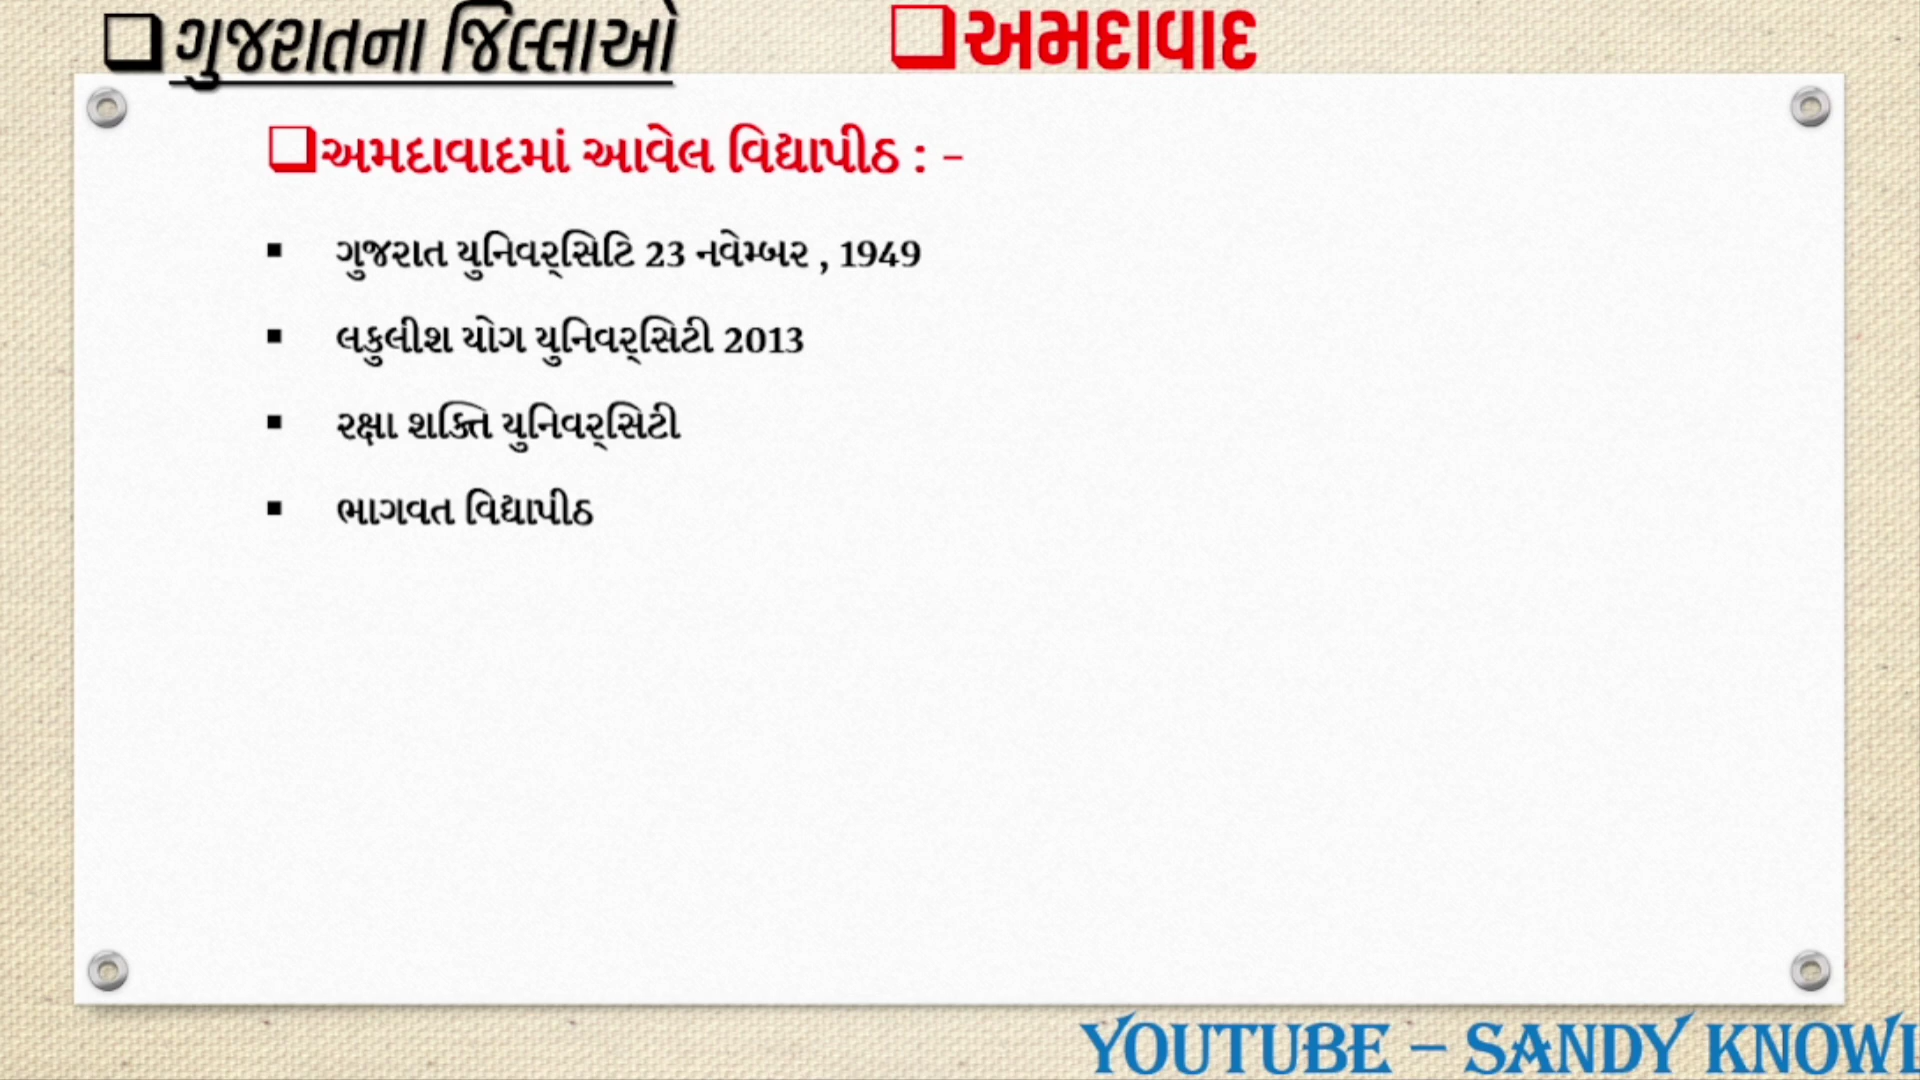 ગુજરાતના જિલ્લાઓ
અમદાવાદ
અમદાવાદમાં આવેલ વિદ્યાપીઠ : –
▪ ગુજરાત યુનિવર્સિટિ 23 નવેમ્બર , 1949
▪ લકુલીશ યોગ યુનિવર્સિટી 2013
▪ રક્ષા શક્તિ યુનિવર્સિટી
▪ ભાગવત વિદ્યાપીઠ
YOUTUBE – SANDY